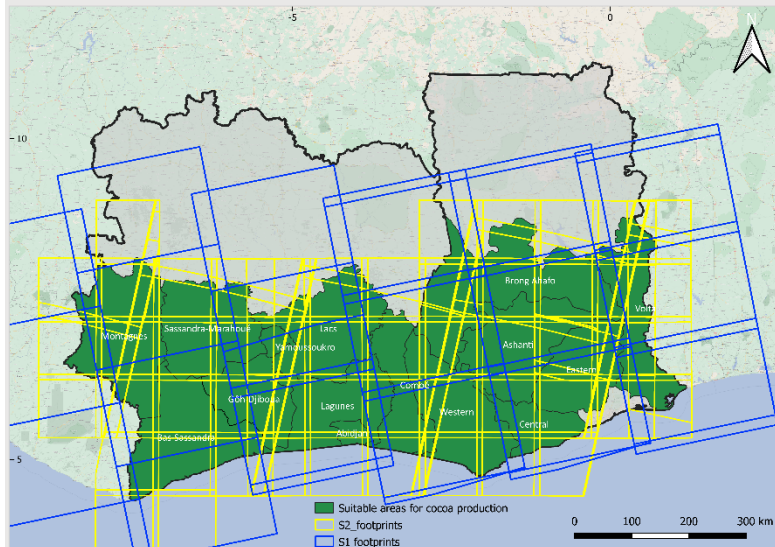 -5 0
N
10
Brong Ahafo
Volta
Montagnes
Sassandra-Marahoué
Lacs
Yamoussoukro
Ashanti
Eastern
Comoé
Gôh-Djiboua
Lagunes
Western
Central
Bas-Sassandra
Abidjan
5
Suitable areas for cocoa production
S2_footprints
S1 footprints
0 100 200 300 km